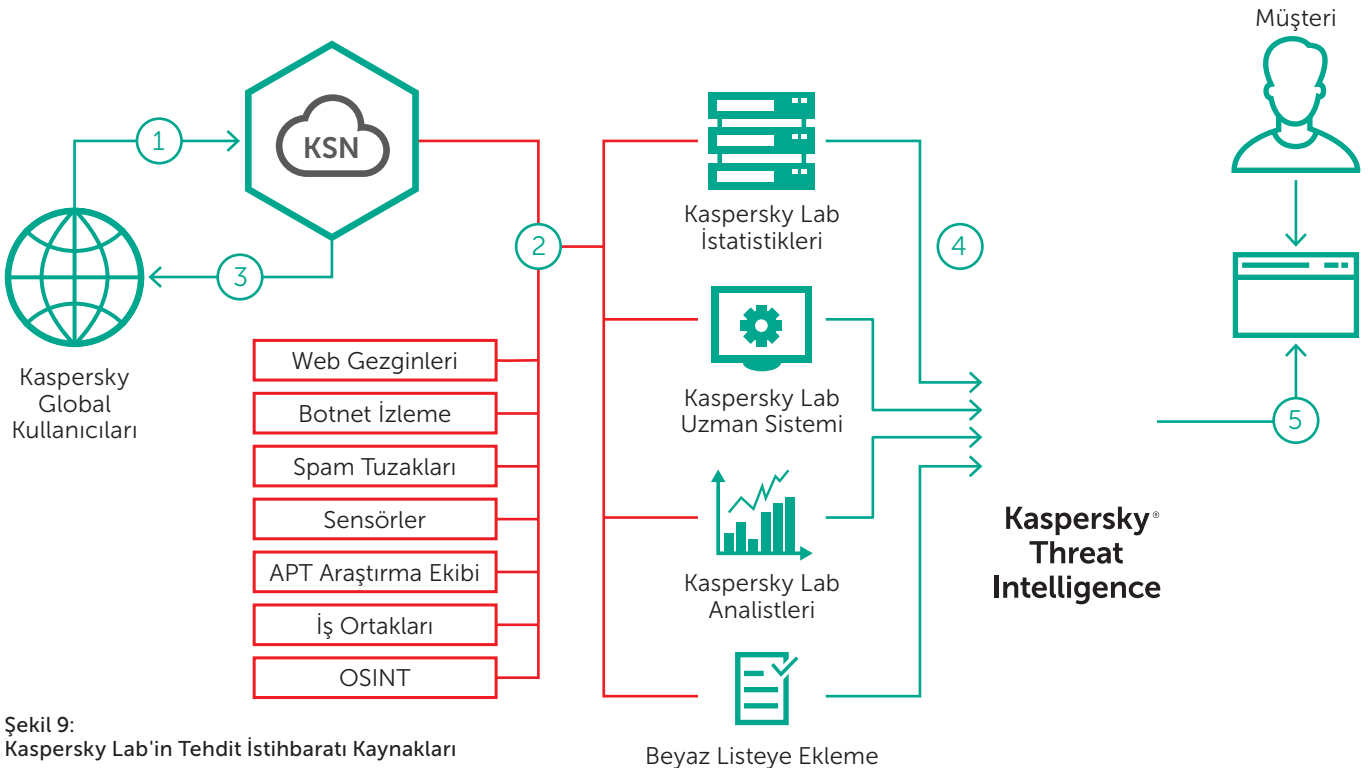 Müşteri
1
KSN
3
2
Kaspersky
Global
Kullanıcıları
Web Gezginleri
Botnet İzleme
Spam Tuzakları
Sensörler
APT Araştırma Ekibi
İş Ortakları
OSINT
Kaspersky Lab
İstatistikleri
Kaspersky Lab
Uzman Sistemi
Kaspersky Lab
Analistleri
Beyaz Listeye Ekleme
4
Kaspersky®
Threat
Intelligence
5
Şekil 9:
Kaspersky Lab'in Tehdit İstihbaratı Kaynakları